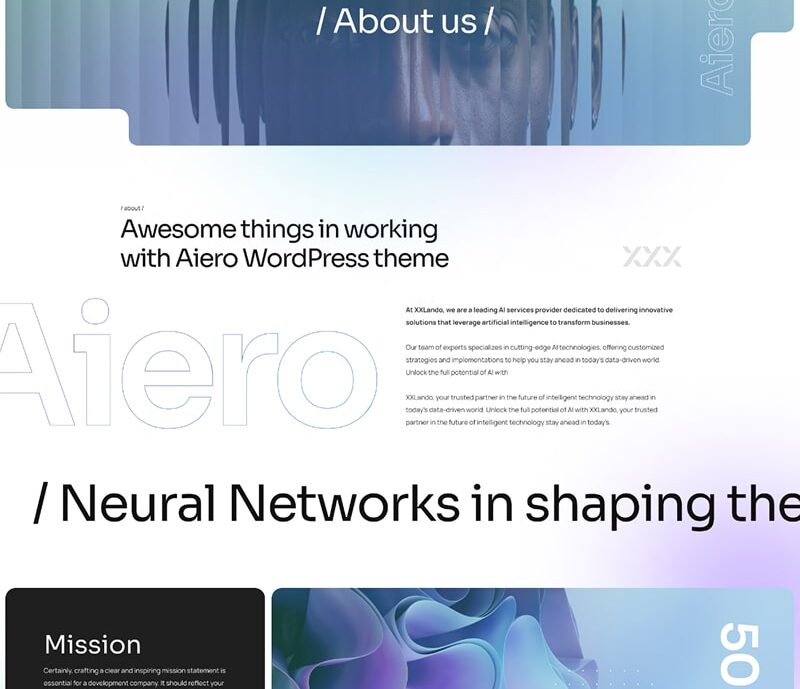 / About us /
Aiero
/ about /
Awesome things in working
with Aiero WordPress theme
XXX
Aiero
At XXLando, we are a leading AI services provider dedicated to delivering innovative
solutions that leverage artificial intelligence to transform businesses.
Our team of experts specializes in cutting-edge AI technologies, offering customized
strategies and implementations to help you stay ahead in today's data-driven world.
Unlock the full potential of AI with
XXLando, your trusted partner in the future of intelligent technology stay ahead in
today's data-driven world. Unlock the full potential of AI with XXLando, your trusted
partner in the future of intelligent technology stay ahead in today's.
/ Neural Networks in shaping the
Mission
Certainly, crafting a clear and inspiring mission statement is
essential for a development company. It should reflect your
50